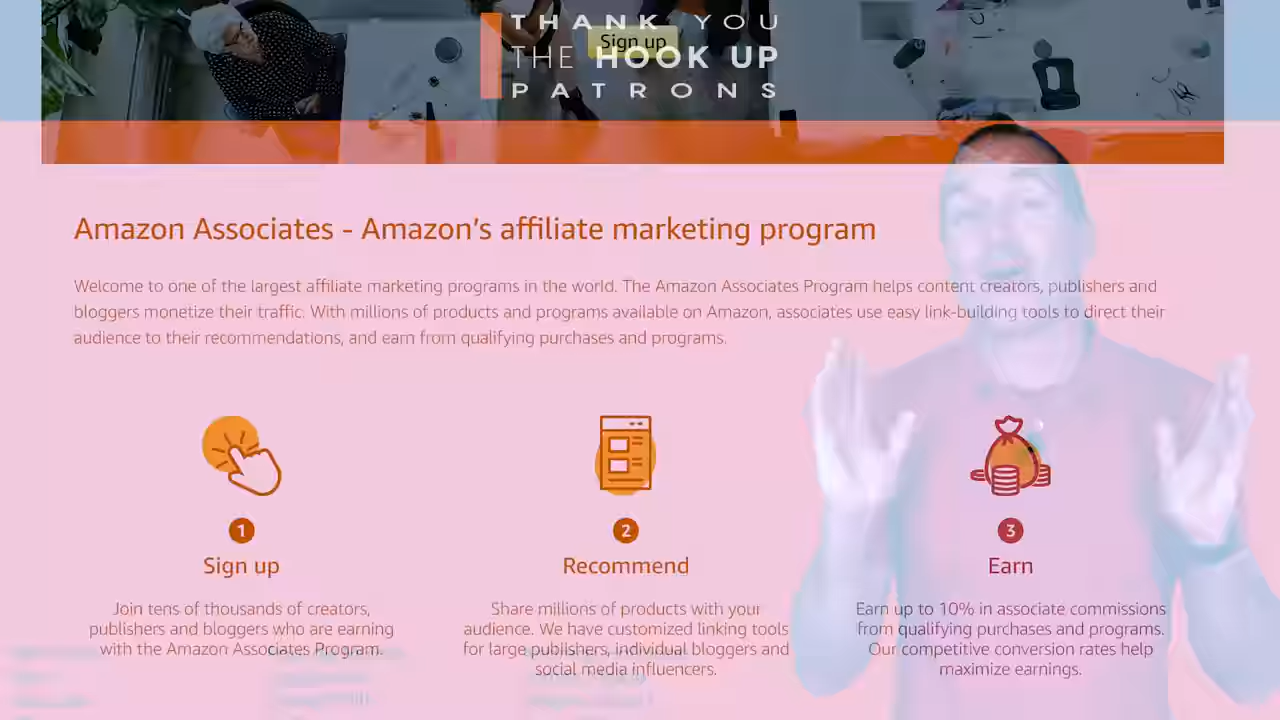 THANK YOU
Sign up
THE HOOK UP
PATRONS
Amazon Associates - Amazon's affiliate marketing program
Welcome to one of the largest affiliate marketing programs in the world. The Amazon Associates Program helps content creators, publishers and
bloggers monetize their traffic. With millions of products and programs available on Amazon, associates use easy link-building tools to direct their
audience to their recommendations, and earn from qualifying purchases and programs.
1
Sign up
Join tens of thousands of creators,
publishers and bloggers who are earning
with the Amazon Associates Program.
2
Recommend
Share millions of products with your
audience. We have customized linking tools
for large publishers, individual bloggers and
social media influencers.
3
Earn
Earn up to 10% in associate commissions
from qualifying purchases and programs.
Our competitive conversion rates help
maximize earnings.